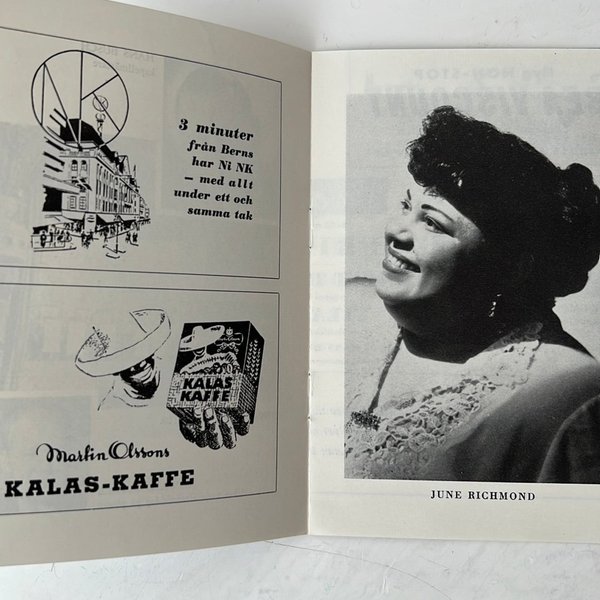 NK
3 minuter
från Berns
har Ni NK
— med allt
under ett och
samma tak
KALAS
KAFFE
Martin Olssons
KALAS-KAFFE
JUNE RICHMOND